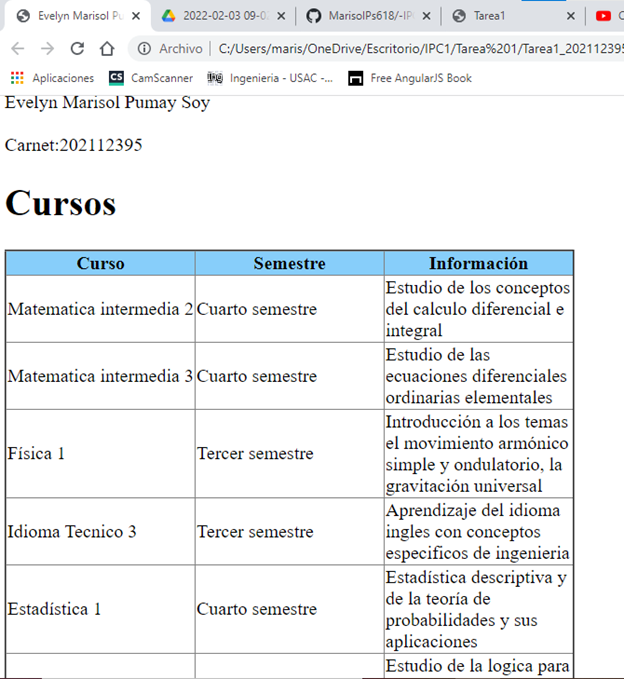 Evelyn Marisol Pu
2022-02-03 09-0
MarisolPs618/-IP
Tarea1
Archivo
C:/Users/maris/OneDrive/Escritorio/IPC1/Tarea%201/Tarea1_202112395
Aplicaciones
CS CamScanner
Ingenieria - USAC -...
Free AngularJS Book
Evelyn Marisol Pumay Soy
Carnet:202112395
Cursos
Curso Semestre Información
Matematica intermedia 2 Cuarto semestre Estudio de los conceptos
del calculo diferencial e
integral
Matematica intermedia 3 Cuarto semestre Estudio de las
ecuaciones diferenciales
ordinarias elementales
Física 1 Tercer semestre Introducción a los temas
el movimiento armónico
simple y ondulatorio, la
gravitación universal
Idioma Tecnico 3 Tercer semestre Aprendizaje del idioma
ingles con conceptos
especificos de ingenieria
Estadística 1 Cuarto semestre Estadística descriptiva y
de la teoría de
probabilidades y sus
aplicaciones
Estudio de la logica para